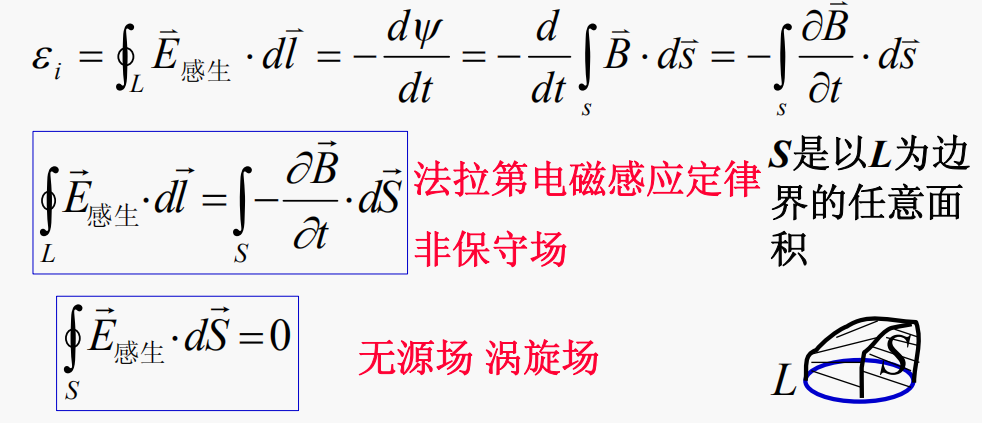 ε_i = ∮_L E⃗_感生 · dl⃗ = − dψ/dt = − d/dt ∫_s B⃗ · ds⃗ = − ∫_s ∂B⃗/∂t · ds⃗
∮_L E⃗_感生 · dl⃗ = ∫_S − ∂B⃗/∂t · dS⃗
法拉第电磁感应定律
非保守场
S是以L为边
界的任意面
积
∮_S E⃗_感生 · dS⃗ = 0
无源场 涡旋场
L
S